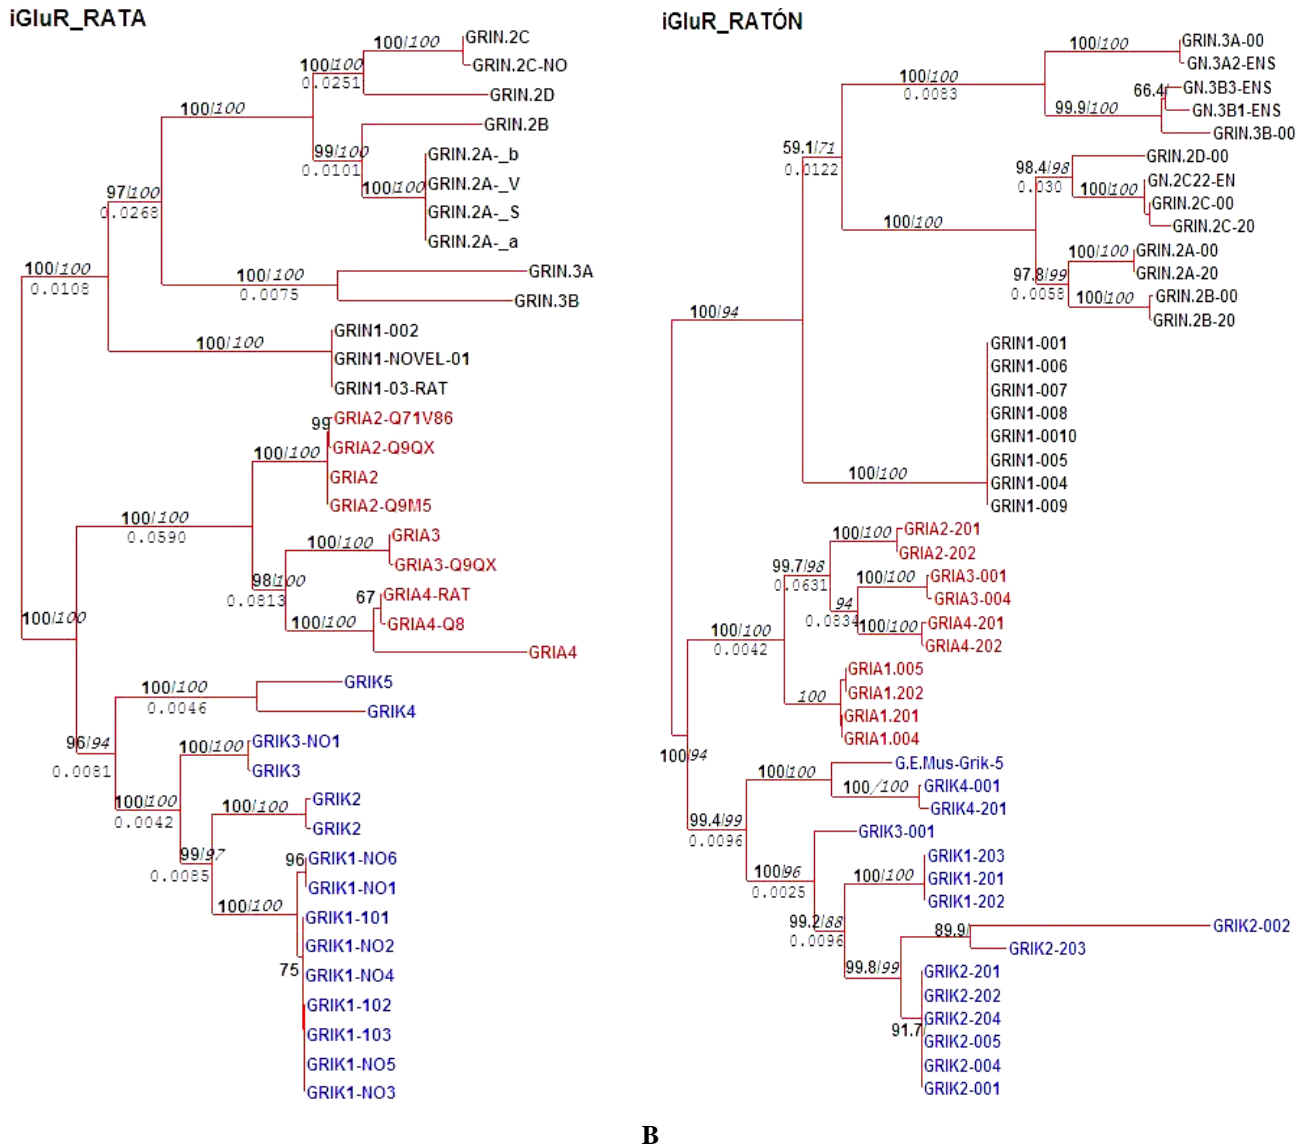 iGluR_RATA
100/100
GRIN.2C
GRIN.2C-NO
100/100
0.0251
GRIN.2D
100/100
GRIN.2B
99/100
0.0101
GRIN.2A-_b
GRIN.2A-_V
100/100
GRIN.2A-_S
GRIN.2A-_a
97/100
0.0268
100/100
0.0108
GRIN.3A
100/100
0.0075
GRIN.3B
GRIN1-002
100/100
GRIN1-NOVEL-01
GRIN1-03-RAT
GRIA2-Q71V86
99
GRIA2-Q9QX
100/100
GRIA2
GRIA2-Q9M5
100/100
0.0590
GRIA3
100/100
GRIA3-Q9QX
98/100
0.0813
GRIA4-RAT
67
GRIA4-Q8
100/100
GRIA4
100/100
GRIK5
100/100
0.0046
GRIK4
96/94
0.0081
GRIK3-NO1
100/100
GRIK3
100/100
0.0042
GRIK2
100/100
GRIK2
99/97
0.0085
96
GRIK1-NO6
GRIK1-NO1
100/100
GRIK1-101
GRIK1-NO2
75
GRIK1-NO4
GRIK1-102
GRIK1-103
GRIK1-NO5
GRIK1-NO3
iGluR_RATÓN
100/100
GRIN.3A-00
GN.3A2-ENS
100/100
0.0083
66.4/
GN.3B3-ENS
99.9/100
GN.3B1-ENS
GRIN.3B-00
59.1/71
0.0122
GRIN.2D-00
98.4/98
0.030
GN.2C22-EN
100/100
GRIN.2C-00
GRIN.2C-20
100/100
100/100
GRIN.2A-00
GRIN.2A-20
97.8/99
0.0058
GRIN.2B-00
100/100
GRIN.2B-20
100/94
GRIN1-001
GRIN1-006
GRIN1-007
GRIN1-008
GRIN1-0010
GRIN1-005
100/100
GRIN1-004
GRIN1-009
GRIA2-201
100/100
GRIA2-202
99.7/98
0.0631
GRIA3-001
100/100
GRIA3-004
94
0.0834
GRIA4-201
100/100
GRIA4-202
100/100
0.0042
GRIA1.005
GRIA1.202
100
GRIA1.201
GRIA1.004
100/94
G.E.Mus-Grik-5
100/100
GRIK4-001
100/100
GRIK4-201
99.4/99
0.0096
GRIK3-001
100/96
0.0025
GRIK1-203
100/100
GRIK1-201
GRIK1-202
99.2/88
0.0096
89.9/
GRIK2-002
GRIK2-203
99.8/99
GRIK2-201
GRIK2-202
GRIK2-204
91.7/
GRIK2-005
GRIK2-004
GRIK2-001
B